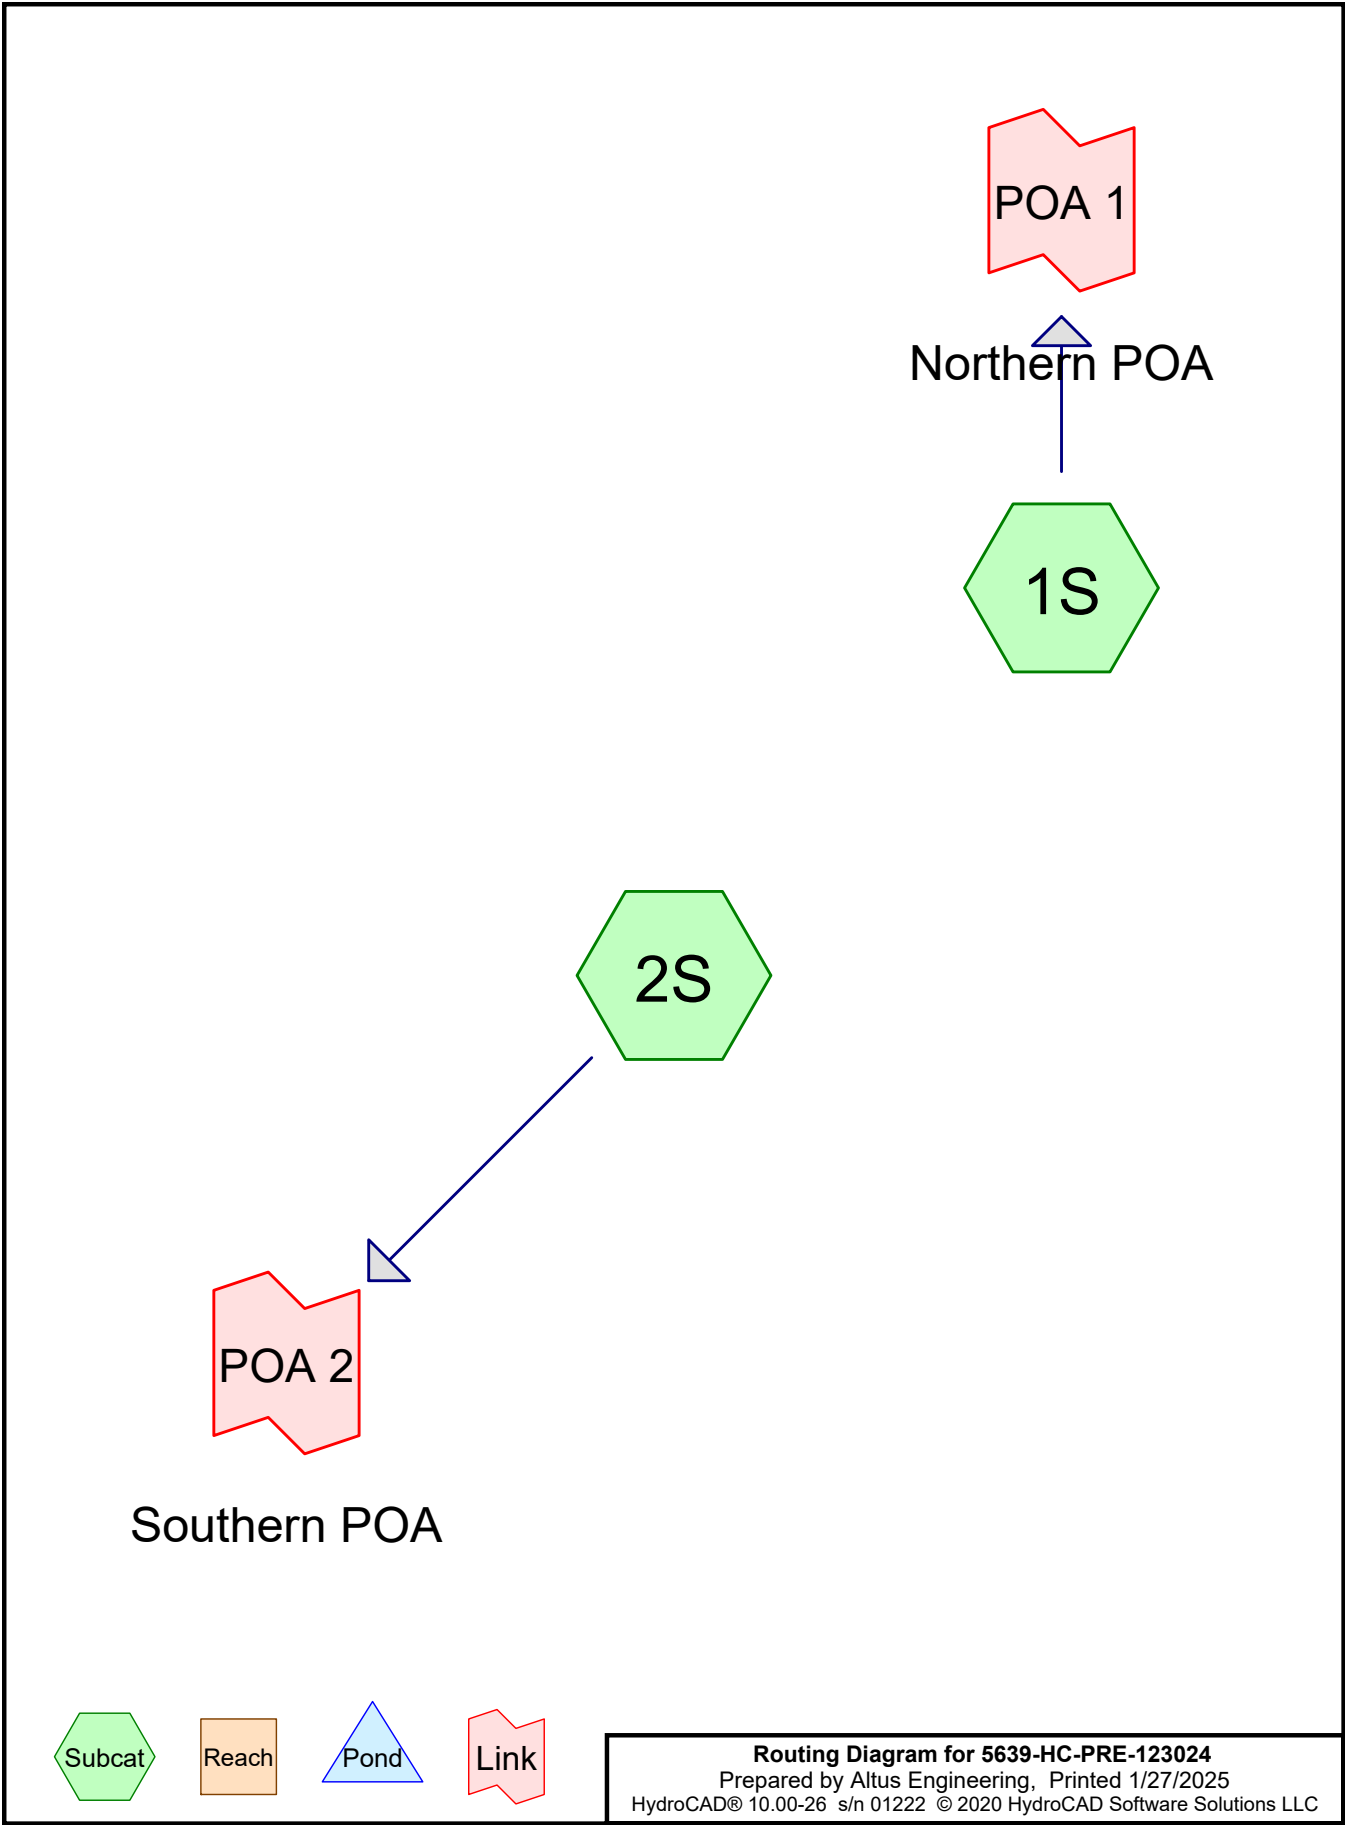 POA 1
Northern POA
1S
2S
POA 2
Southern POA
Subcat
Reach
Pond
Link
Routing Diagram for 5639-HC-PRE-123024
Prepared by Altus Engineering,  Printed 1/27/2025
HydroCAD® 10.00-26  s/n 01222  © 2020 HydroCAD Software Solutions LLC